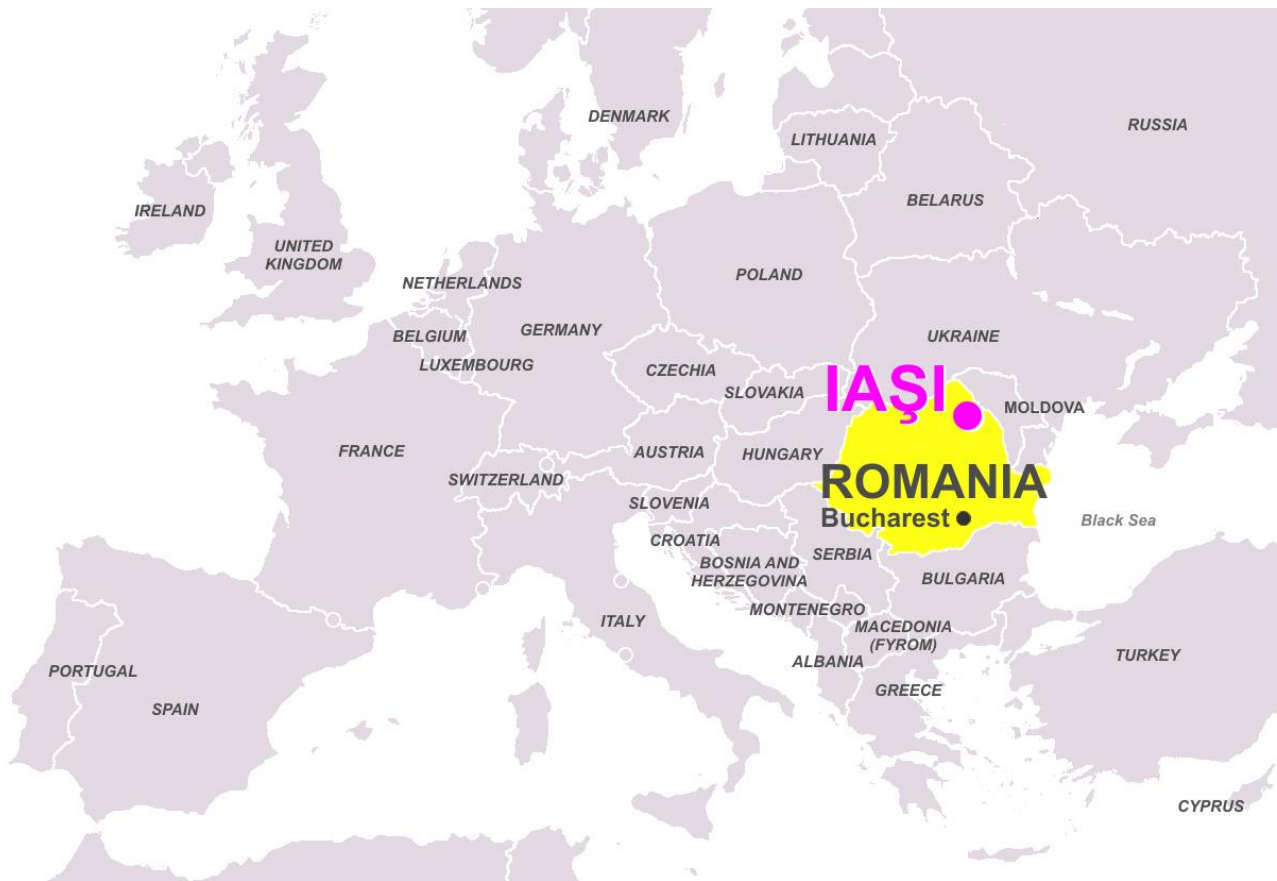 DENMARK
RUSSIA
LITHUANIA
BELARUS
IRELAND
UNITED
KINGDOM
NETHERLANDS
POLAND
BELGIUM
GERMANY
UKRAINE
LUXEMBOURG
CZECHIA
SLOVAKIA
IAŞI
MOLDOVA
FRANCE
AUSTRIA
HUNGARY
SWITZERLAND
ROMANIA
SLOVENIA
Bucharest
Black Sea
CROATIA
SERBIA
BOSNIA AND
HERZEGOVINA
BULGARIA
MONTENEGRO
ITALY
MACEDONIA
(FYROM)
ALBANIA
TURKEY
PORTUGAL
GREECE
SPAIN
CYPRUS